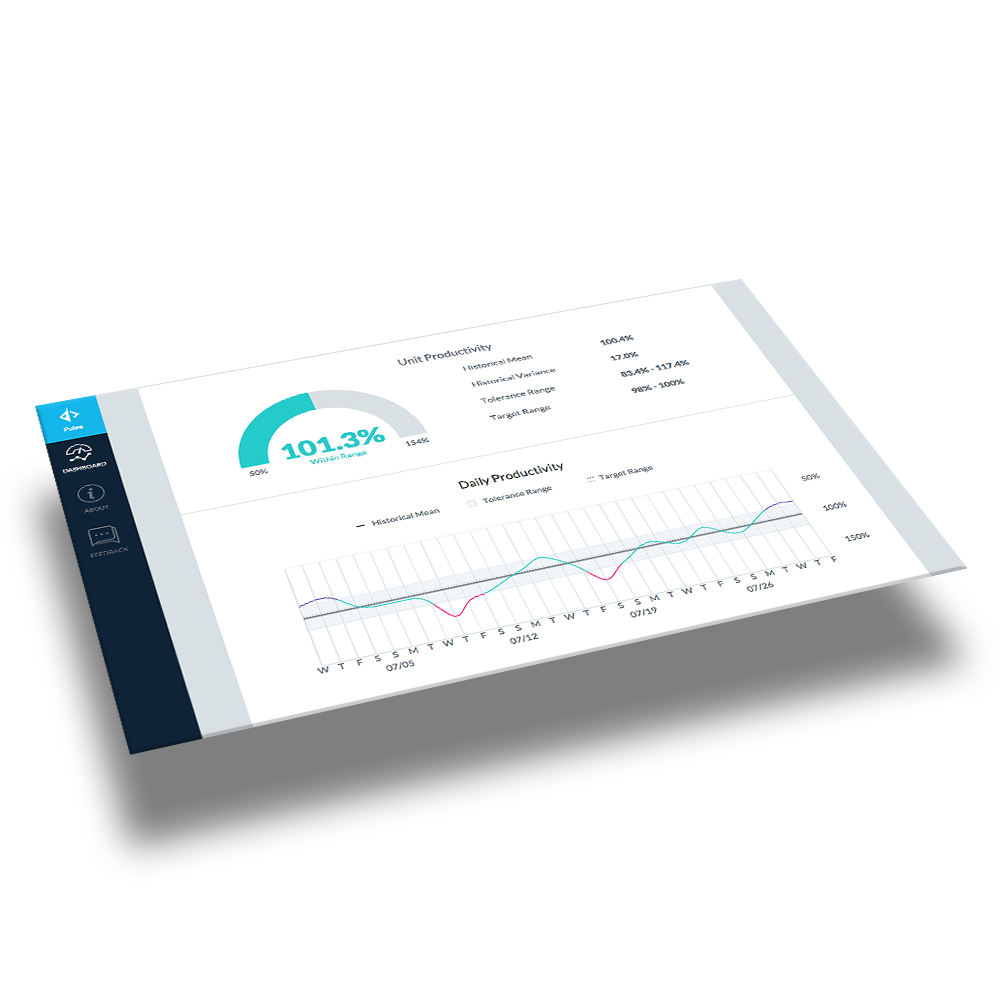 Pulse
DASHBOARD
ABOUT
FEEDBACK
Unit Productivity
101.3%
Within Range
50%
154%
Historical Mean 100.4%
Historical Variance 17.0%
Tolerance Range 83.4% - 117.4%
Target Range 98% - 100%
Daily Productivity
Historical Mean Tolerance Range Target Range
50%
100%
150%
W T F S S M T W T F S S M T W T F S S M T W T F S S M T W T F
07/05 07/12 07/19 07/26